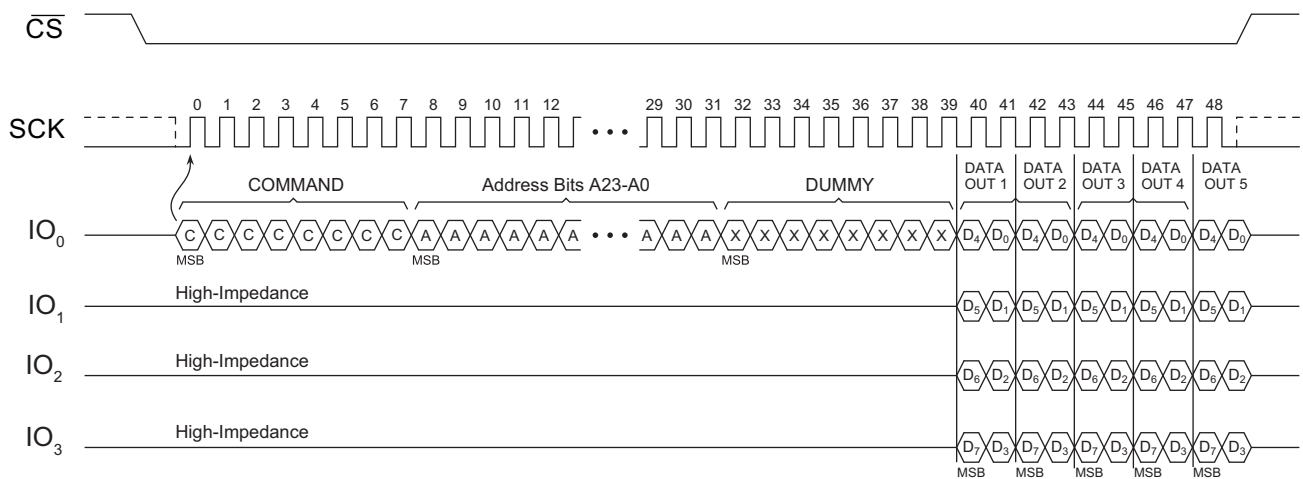 CS
0 1 2 3 4 5 6 7 8 9 10 11 12 29 30 31 32 33 34 35 36 37 38 39 40 41 42 43 44 45 46 47 48
SCK
COMMAND Address Bits A23-A0 DUMMY DATA OUT 1 DATA OUT 2 DATA OUT 3 DATA OUT 4 DATA OUT 5
IO0 C C C C C C C C A A A A A A • • • A A A X X X X X X X X D4 D0 D4 D0 D4 D0 D4 D0 D4 D0
MSB MSB MSB
High-Impedance
IO1 D5 D1 D5 D1 D5 D1 D5 D1 D5 D1
High-Impedance
IO2 D6 D2 D6 D2 D6 D2 D6 D2 D6 D2
High-Impedance
IO3 D7 D3 D7 D3 D7 D3 D7 D3 D7 D3
MSB MSB MSB MSB MSB